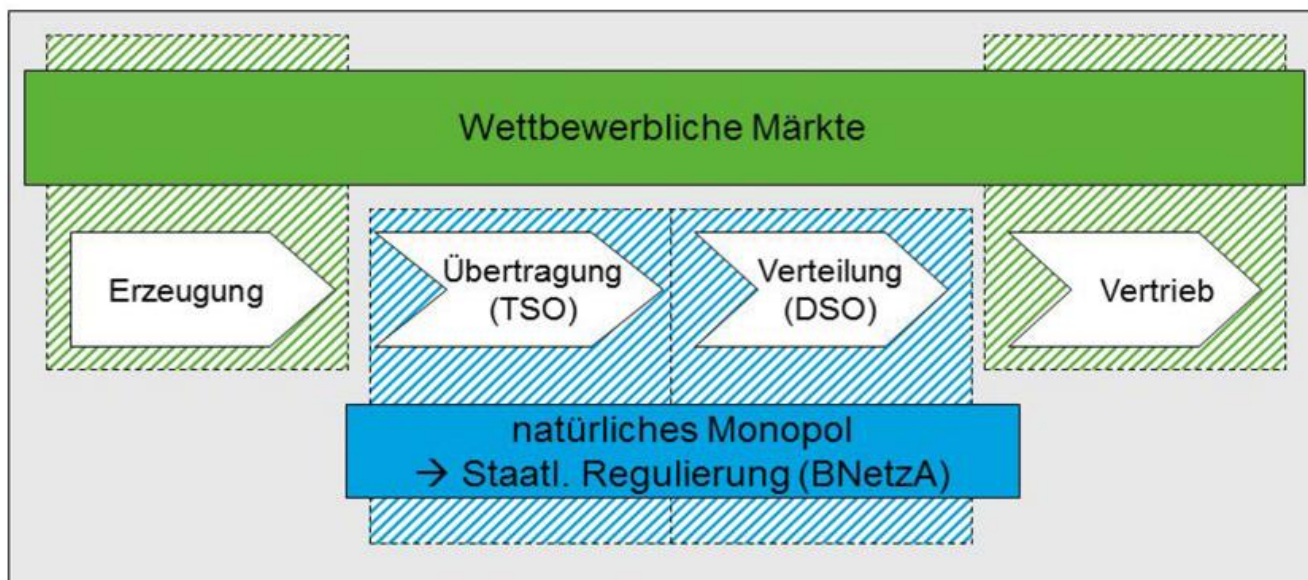 Wettbewerbliche Märkte
Erzeugung
Übertragung
(TSO)
Verteilung
(DSO)
Vertrieb
natürliches Monopol
→ Staatl. Regulierung (BNetzA)